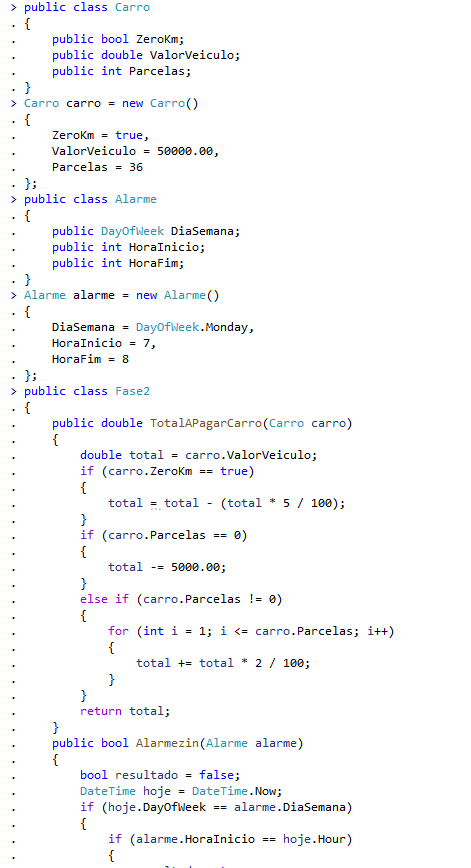 > public class Carro
. {
.     public bool ZeroKm;
.     public double ValorVeiculo;
.     public int Parcelas;
. }
> Carro carro = new Carro()
. {
.     ZeroKm = true,
.     ValorVeiculo = 50000.00,
.     Parcelas = 36
. };
> public class Alarme
. {
.     public DayOfWeek DiaSemana;
.     public int HoraInicio;
.     public int HoraFim;
. }
> Alarme alarme = new Alarme()
. {
.     DiaSemana = DayOfWeek.Monday,
.     HoraInicio = 7,
.     HoraFim = 8
. };
> public class Fase2
. {
.     public double TotalAPagarCarro(Carro carro)
.     {
.         double total = carro.ValorVeiculo;
.         if (carro.ZeroKm == true)
.         {
.             total = total - (total * 5 / 100);
.         }
.         if (carro.Parcelas == 0)
.         {
.             total -= 5000.00;
.         }
.         else if (carro.Parcelas != 0)
.         {
.             for (int i = 1; i <= carro.Parcelas; i++)
.             {
.                 total += total * 2 / 100;
.             }
.         }
.         return total;
.     }
.     public bool Alarmezin(Alarme alarme)
.     {
.         bool resultado = false;
.         DateTime hoje = DateTime.Now;
.         if (hoje.DayOfWeek == alarme.DiaSemana)
.         {
.             if (alarme.HoraInicio == hoje.Hour)
.             {